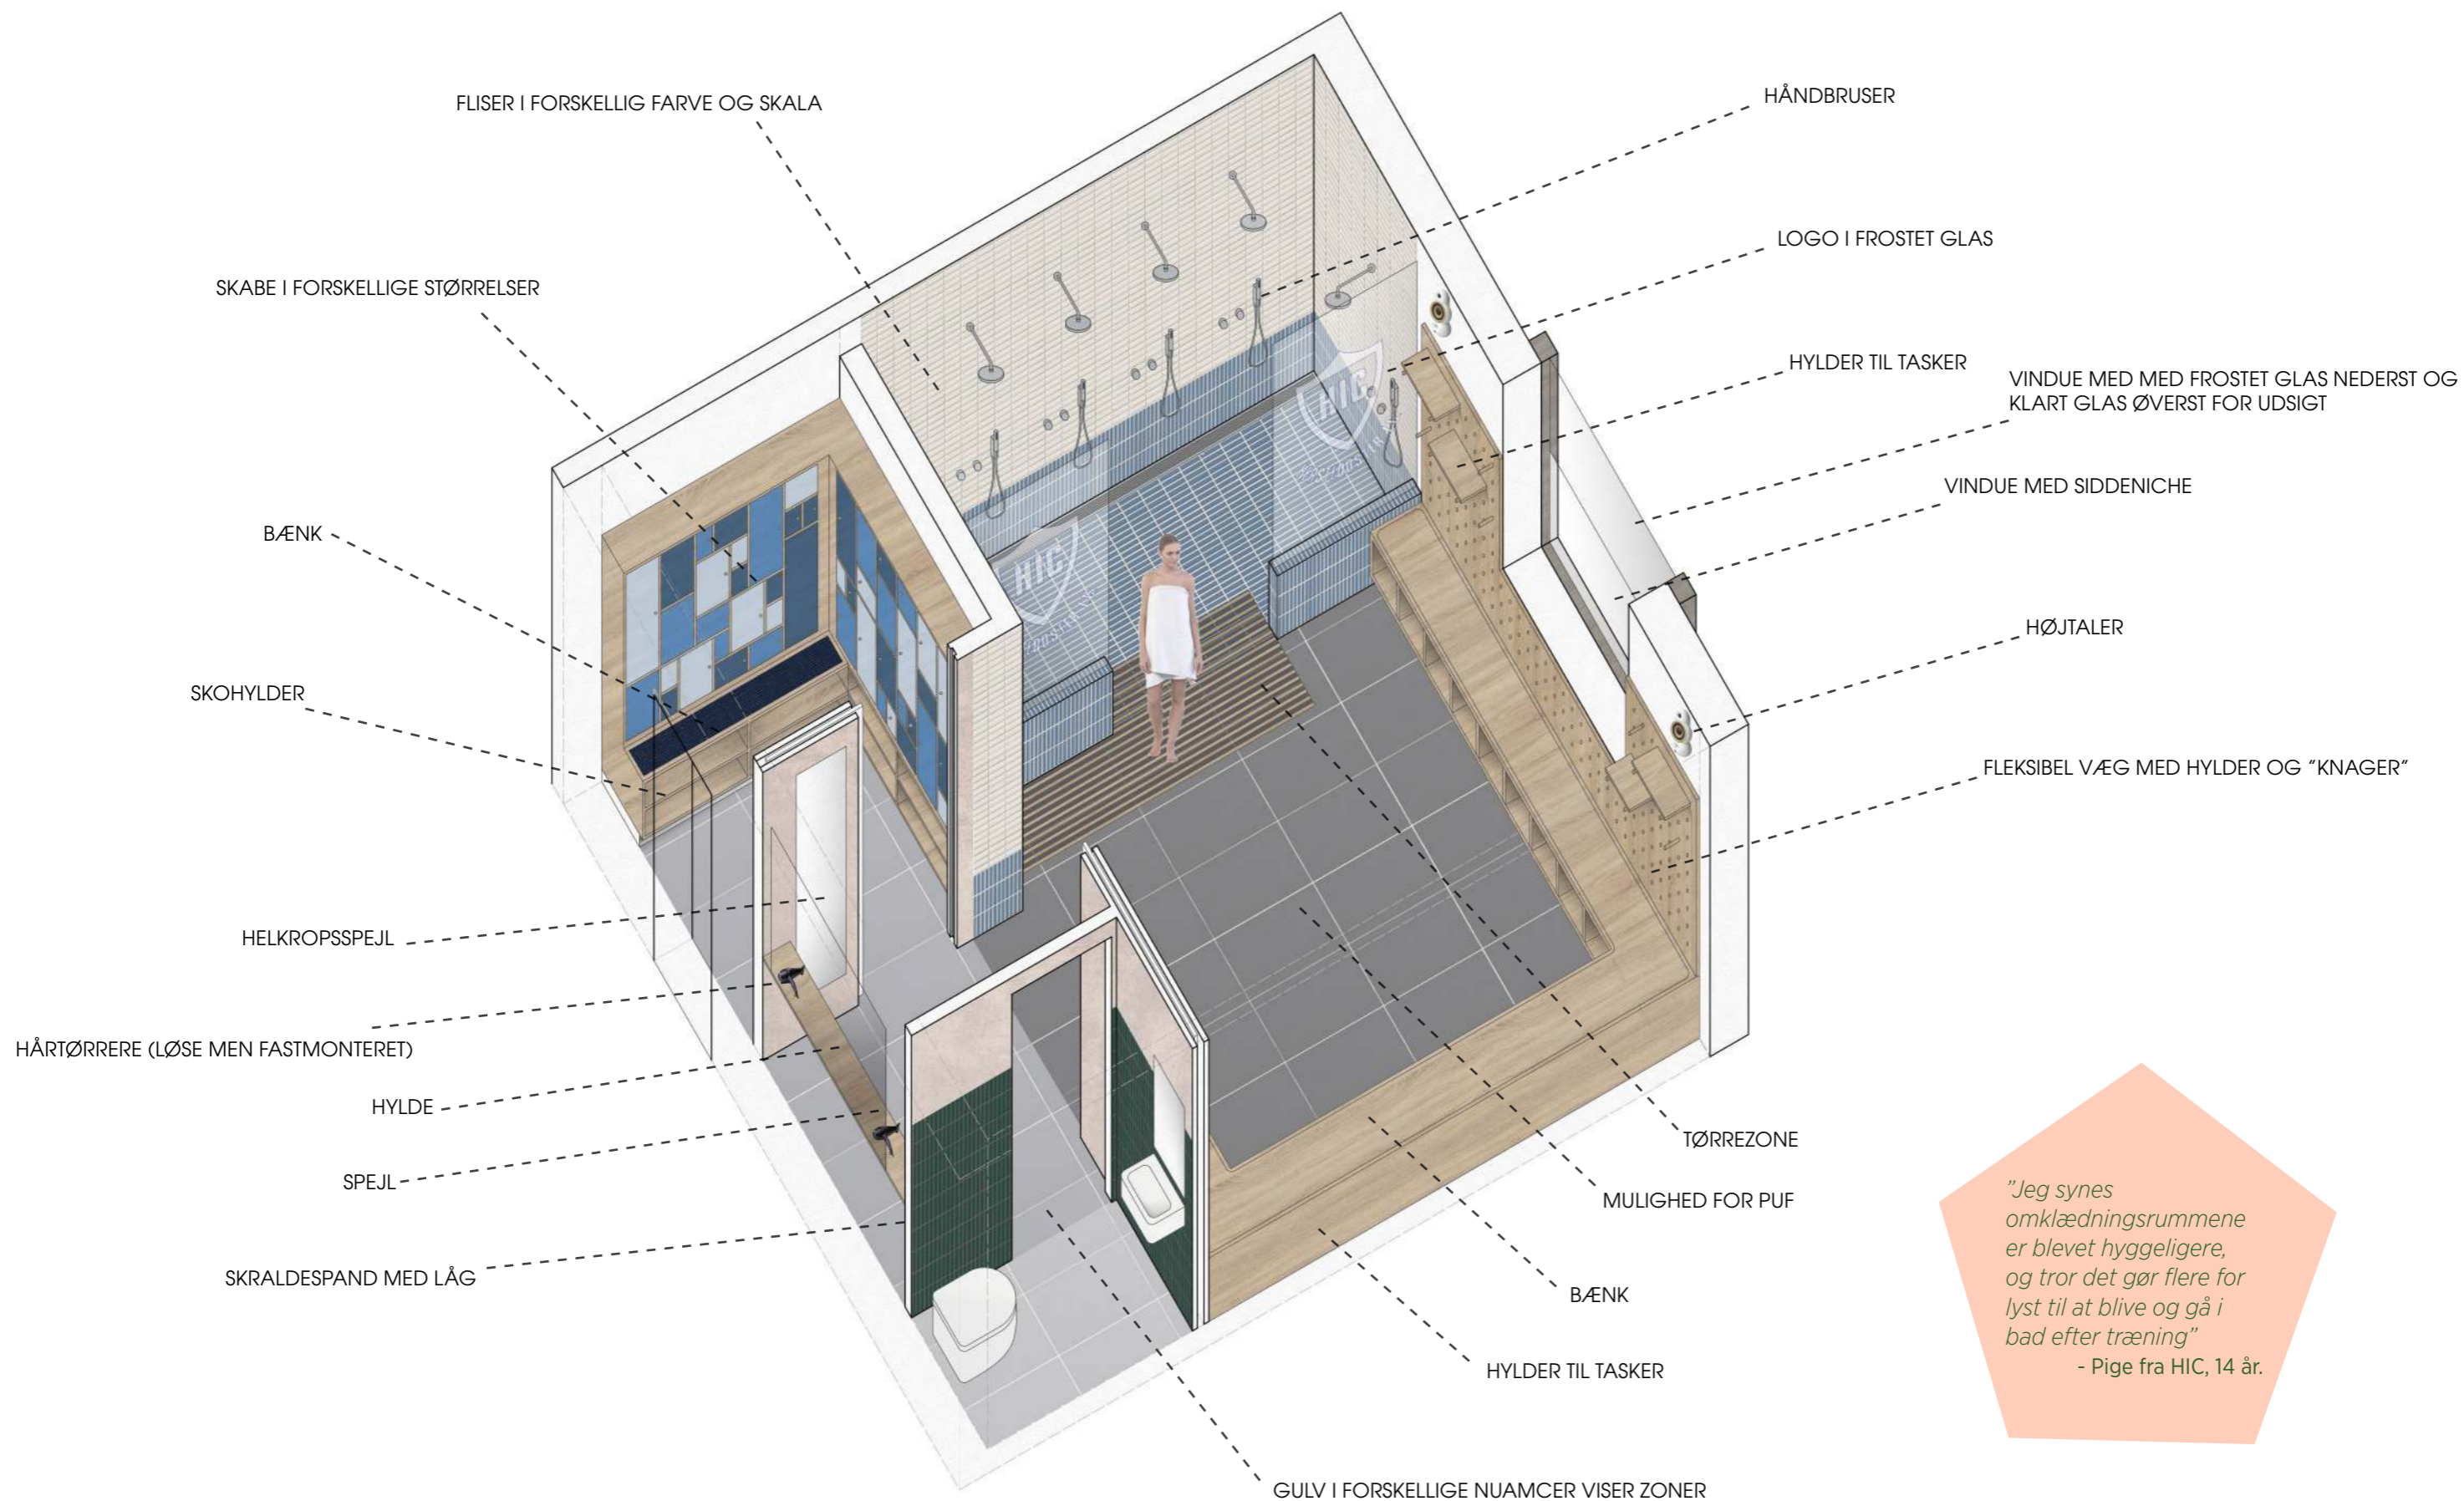 FLISER I FORSKELLIG FARVE OG SKALA
HÅNDBRUSER
LOGO I FROSTET GLAS
SKABE I FORSKELLIGE STØRRELSER
HYLDER TIL TASKER
VINDUE MED MED FROSTET GLAS NEDERST OG
KLART GLAS ØVERST FOR UDSIGT
VINDUE MED SIDDENICHE
BÆNK
HØJTALER
SKOHYLDER
FLEKSIBEL VÆG MED HYLDER OG "KNAGER"
HIC
HIC
HELKROPSSPEJL
HÅRTØRRERE (LØSE MEN FASTMONTERET)
HYLDE
SPEJL
SKRALDESPAND MED LÅG
TØRREZONE
MULIGHED FOR PUF
BÆNK
HYLDER TIL TASKER
GULV I FORSKELLIGE NUAMCER VISER ZONER
"Jeg synes
omklædningsrummene
er blevet hyggeligere,
og tror det gør flere for
lyst til at blive og gå i
bad efter træning"
- Pige fra HIC, 14 år.